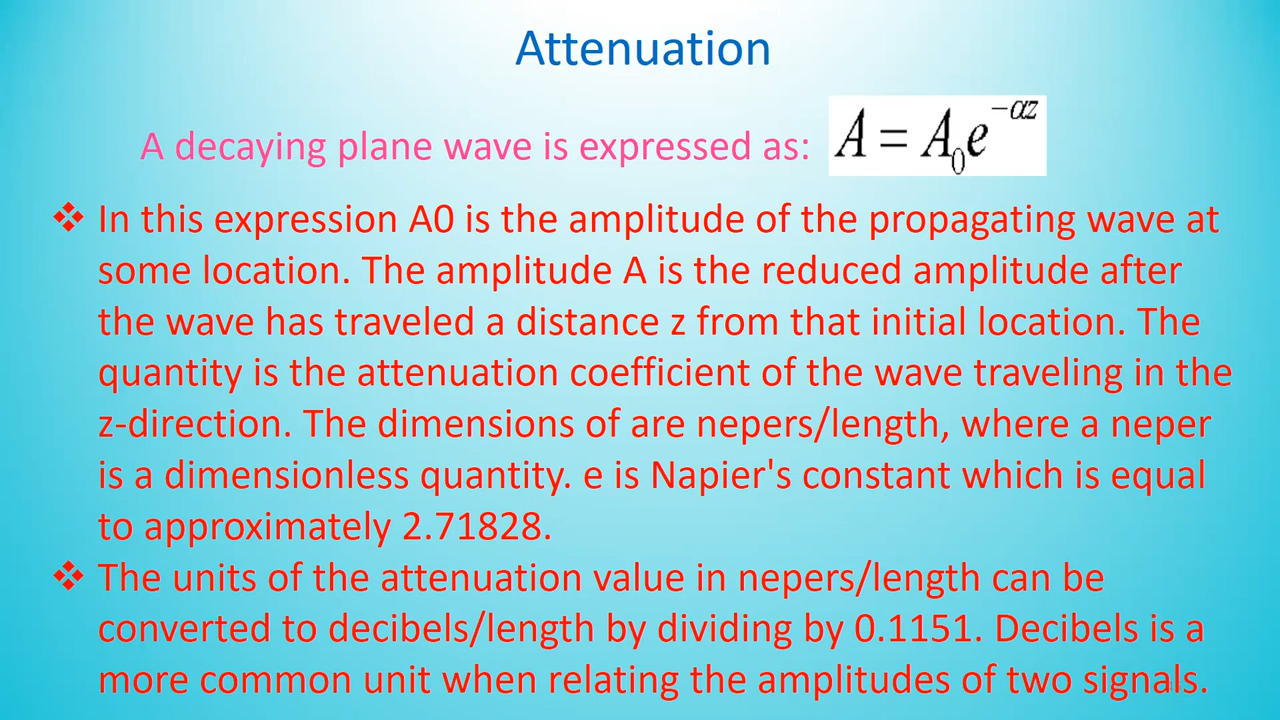 Attenuation
A decaying plane wave is expressed as: A = A₀e^{−αz}
❖ In this expression A0 is the amplitude of the propagating wave at
some location. The amplitude A is the reduced amplitude after
the wave has traveled a distance z from that initial location. The
quantity is the attenuation coefficient of the wave traveling in the
z-direction. The dimensions of are nepers/length, where a neper
is a dimensionless quantity. e is Napier's constant which is equal
to approximately 2.71828.
❖ The units of the attenuation value in nepers/length can be
converted to decibels/length by dividing by 0.1151. Decibels is a
more common unit when relating the amplitudes of two signals.